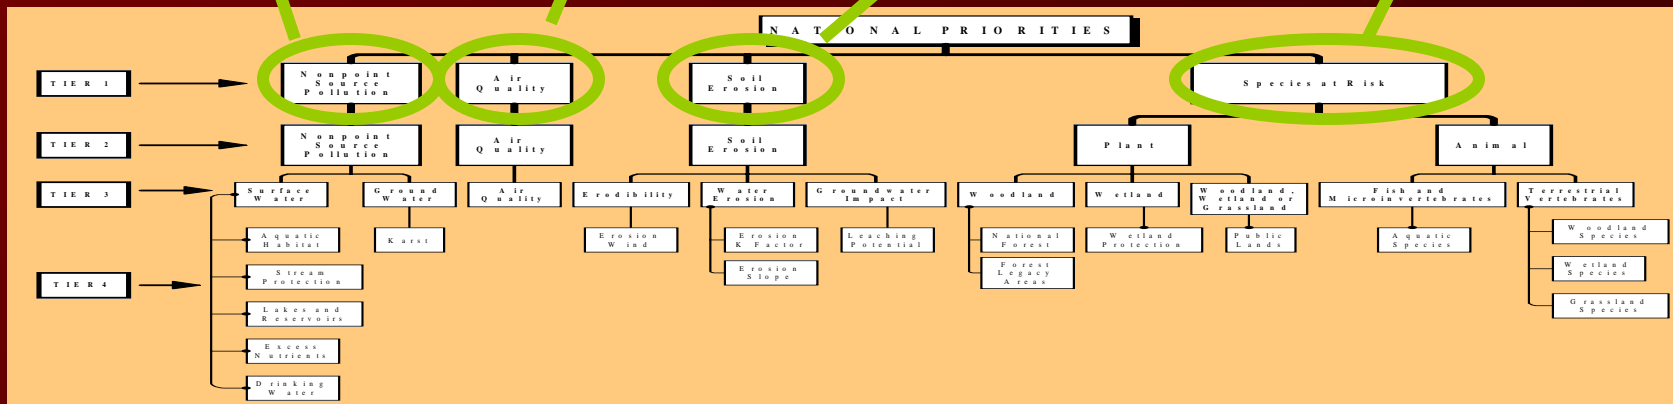 NATIONAL PRIORITIES
TIER 1
Nonpoint
Source
Pollution
Air
Quality
Soil
Erosion
Species at Risk
TIER 2
Nonpoint
Source
Pollution
Air
Quality
Soil
Erosion
Plant
Animal
TIER 3
Surface
Water
Ground
Water
Air
Quality
Erodibility
Water
Erosion
Groundwater
Impact
Woodland
Wetland
Woodland,
Wetland or
Grassland
Fish and
Microinvertebrates
Terrestrial
Vertebrates
TIER 4
Aquatic
Habitat
Stream
Protection
Lakes and
Reservoirs
Excess
Nutrients
Drinking
Water
Karst
Erosion
Wind
Erosion
K Factor
Erosion
Slope
Leaching
Potential
National
Forest
Forest
Legacy
Areas
Wetland
Protection
Public
Lands
Aquatic
Species
Woodland
Species
Wetland
Species
Grassland
Species